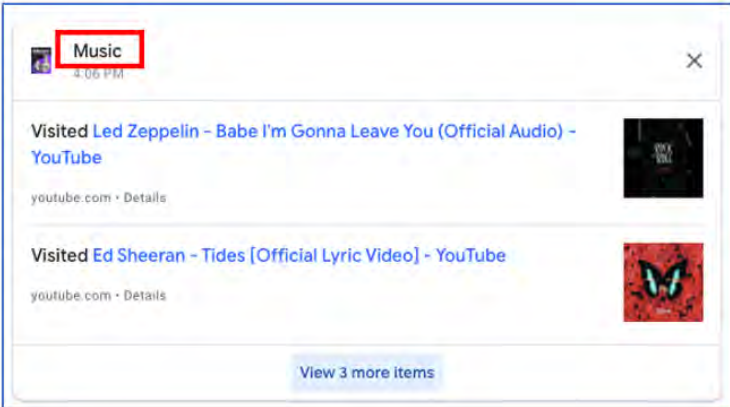 Music
4:06 PM
Visited Led Zeppelin - Babe I'm Gonna Leave You (Official Audio) -
YouTube
youtube.com • Details
Visited Ed Sheeran - Tides [Official Lyric Video] - YouTube
youtube.com • Details
View 3 more items